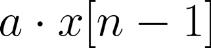 a · x[n − 1]